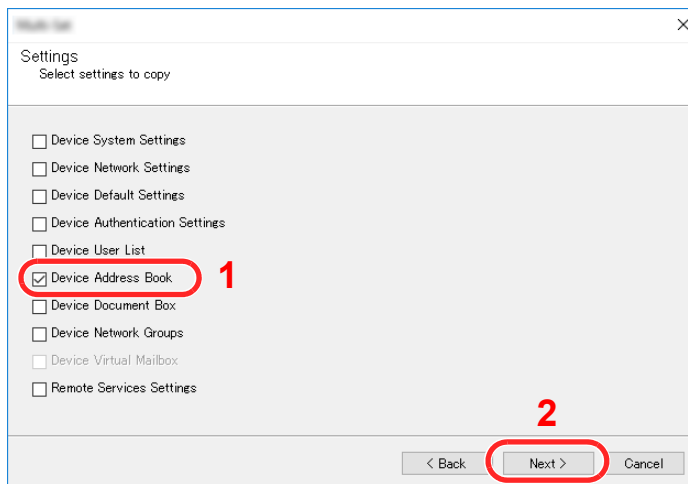 Settings
Select settings to copy
Device System Settings
Device Network Settings
Device Default Settings
Device Authentication Settings
Device User List
Device Address Book 1
Device Document Box
Device Network Groups
Device Virtual Mailbox
Remote Services Settings
2
< Back Next > Cancel